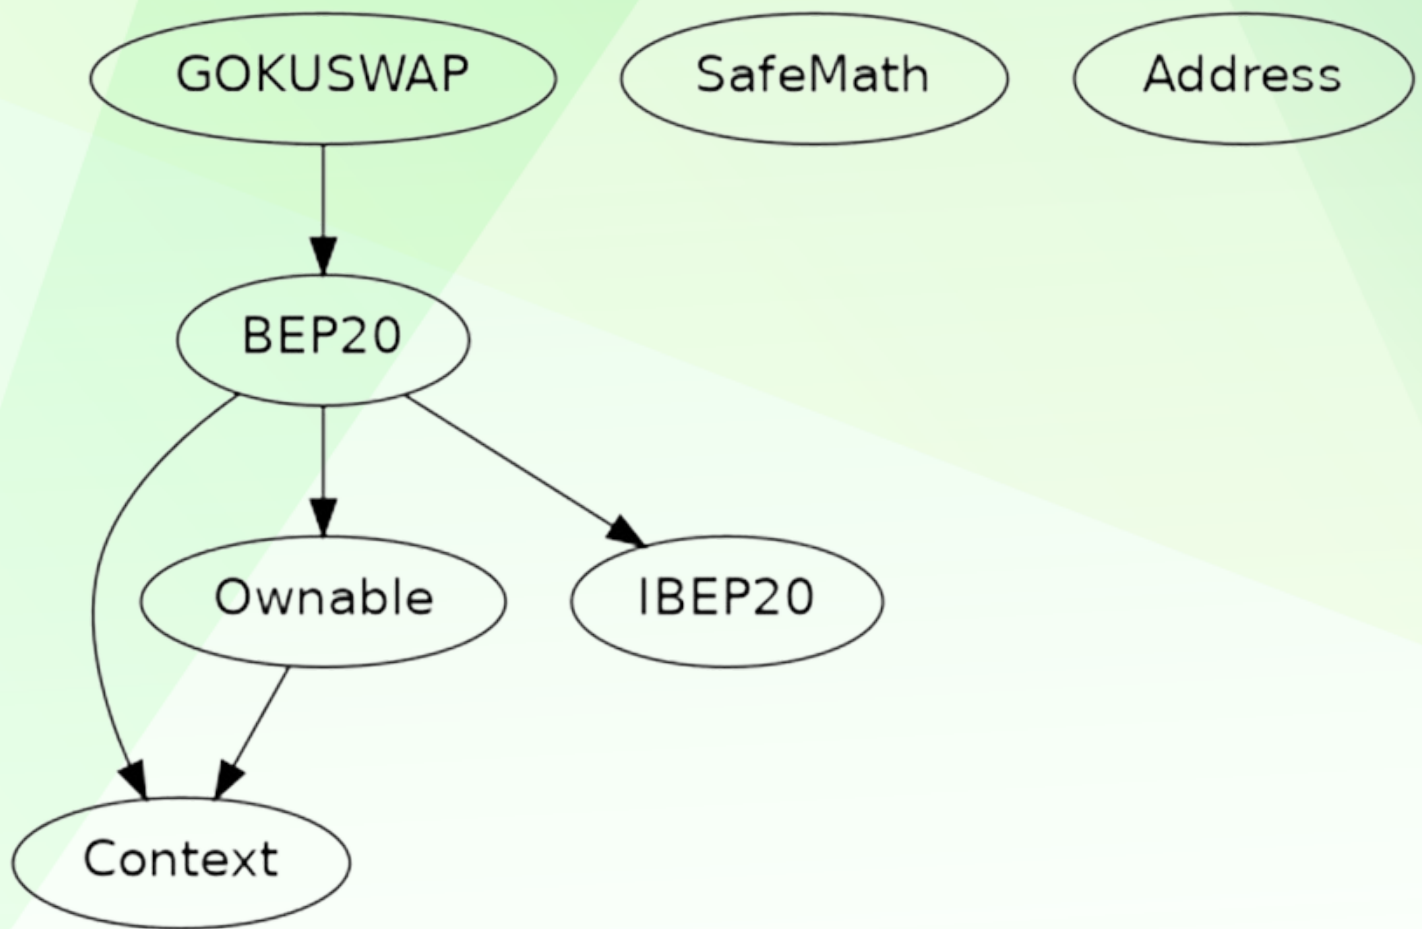 GOKUSWAP
SafeMath
Address
BEP20
Ownable
IBEP20
Context